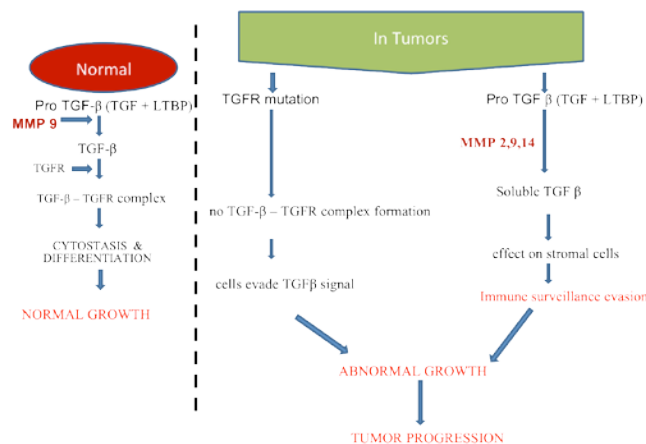 Normal
Pro TGF-β (TGF + LTBP)
MMP 9
TGF-β
TGFR
TGF-β – TGFR complex
CYTOSTASIS &
DIFFERENTIATION
NORMAL GROWTH
In Tumors
TGFR mutation
no TGF-β – TGFR complex formation
cells evade TGFβ signal
Pro TGF β (TGF + LTBP)
MMP 2,9,14
Soluble TGF β
effect on stromal cells
Immune surveillance evasion
ABNORMAL GROWTH
TUMOR PROGRESSION